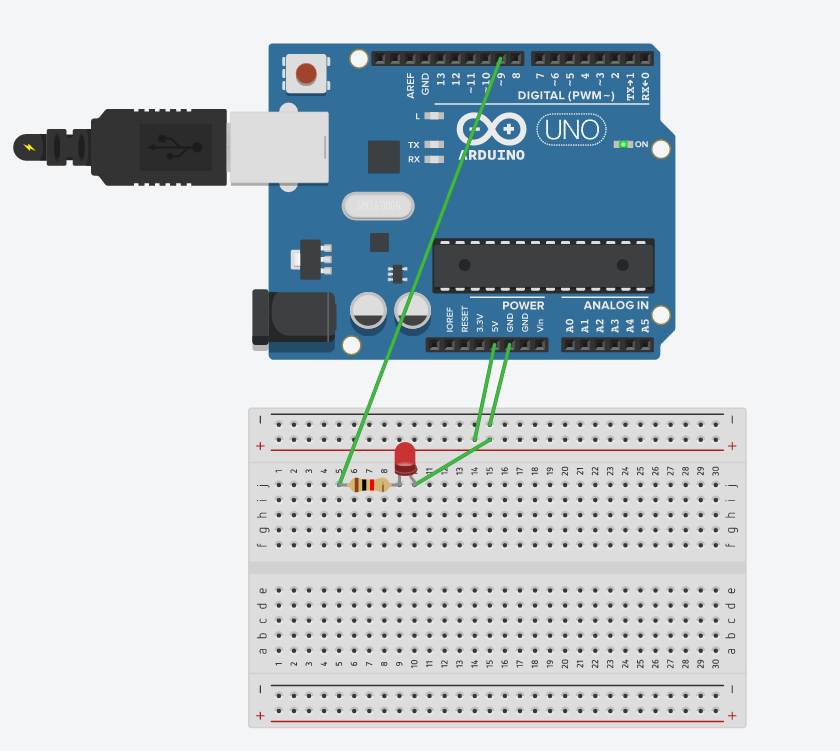 AREF
GND
13
12
~11
~10
~9
8
7
~6
~5
4
~3
2
TX→1
RX←0
DIGITAL (PWM~)
L
TX
RX
ARDUINO
UNO
ON
POWER
ANALOG IN
IOREF
RESET
3.3V
5V
GND
GND
Vin
A0
A1
A2
A3
A4
A5
− −
+ +
1 2 3 4 5 6 7 8 10 11 12 13 14 15 16 17 18 19 20 21 22 23 24 25 26 27 28 29 30
j j
i i
h h
g g
f f
e e
d d
c c
b b
a a
1 2 3 4 5 6 7 8 9 10 11 12 13 14 15 16 17 18 19 20 21 22 23 24 25 26 27 28 29 30
− −
+ +